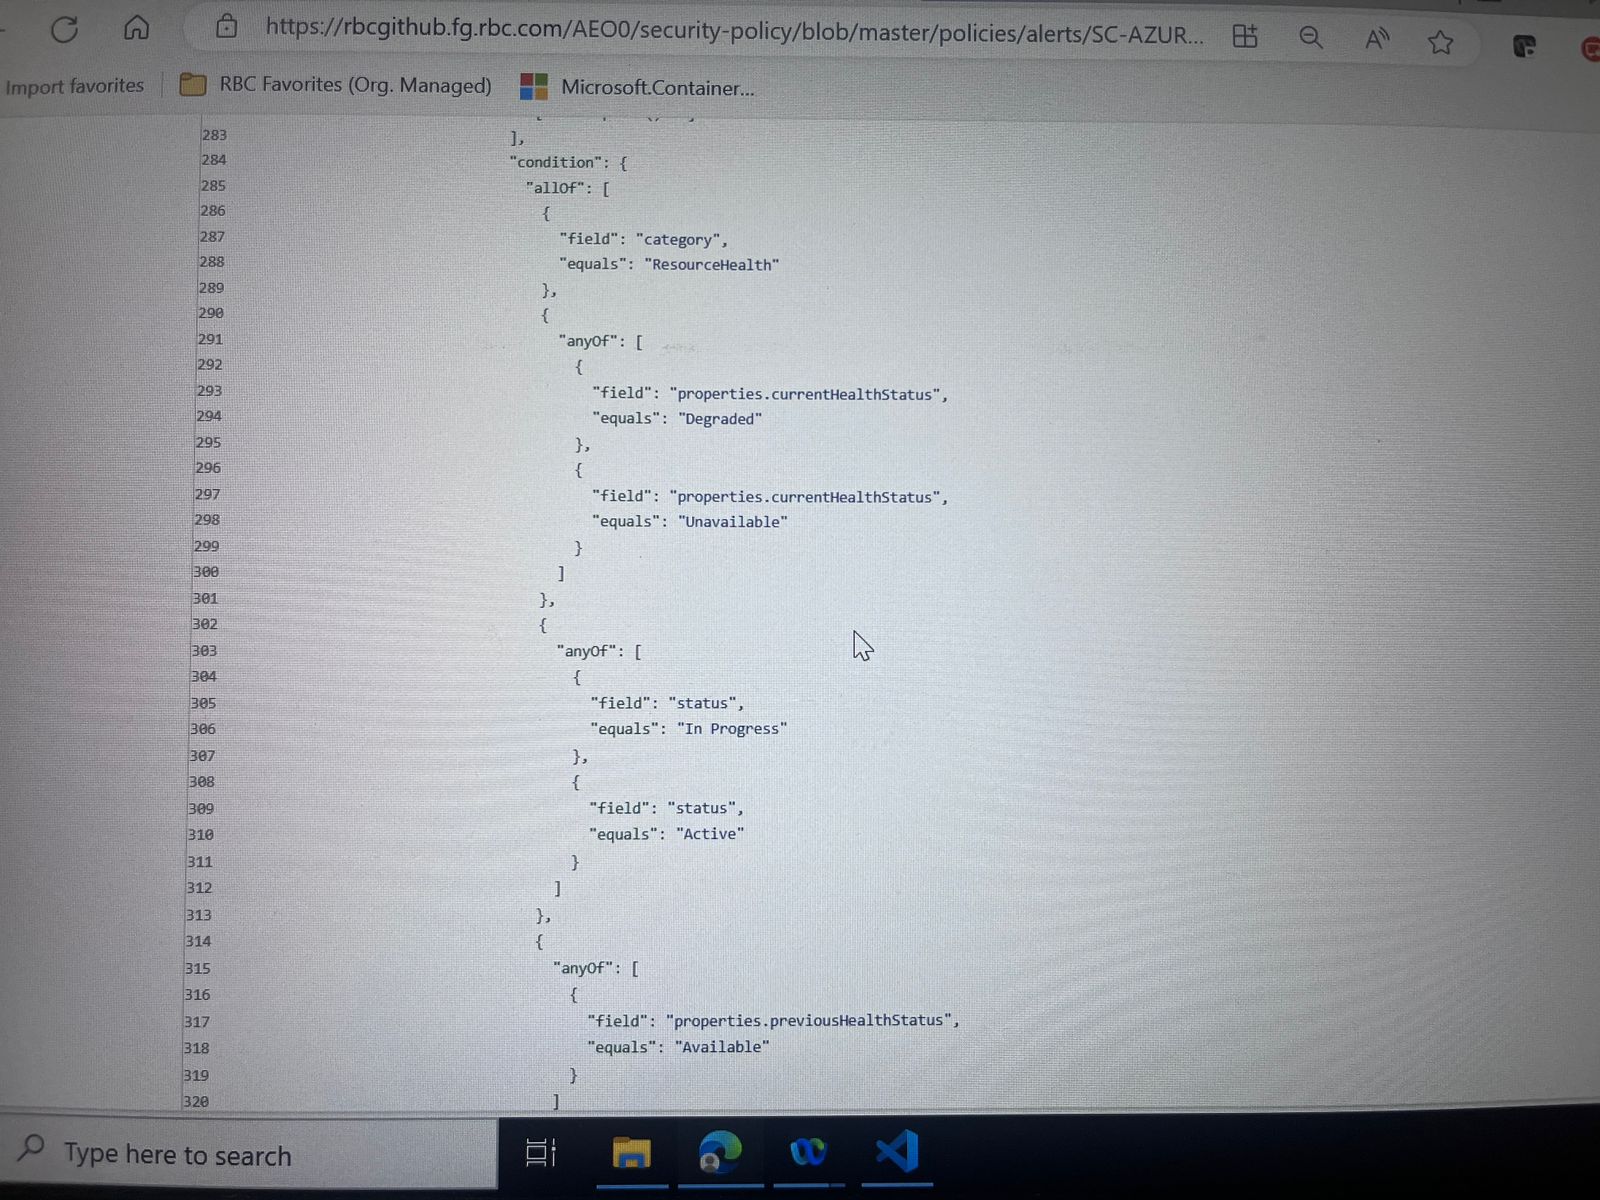 https://rbcgithub.fg.rbc.com/AEO0/security-policy/blob/master/policies/alerts/SC-AZUR...
Import favorites
RBC Favorites (Org. Managed)
Microsoft.Container...
283 ],
284 "condition": {
285 "allOf": [
286 {
287 "field": "category",
288 "equals": "ResourceHealth"
289 },
290 {
291 "anyOf": [
292 {
293 "field": "properties.currentHealthStatus",
294 "equals": "Degraded"
295 },
296 {
297 "field": "properties.currentHealthStatus",
298 "equals": "Unavailable"
299 }
300 ]
301 },
302 {
303 "anyOf": [
304 {
305 "field": "status",
306 "equals": "In Progress"
307 },
308 {
309 "field": "status",
310 "equals": "Active"
311 }
312 ]
313 },
314 {
315 "anyOf": [
316 {
317 "field": "properties.previousHealthStatus",
318 "equals": "Available"
319 }
320 ]
Type here to search